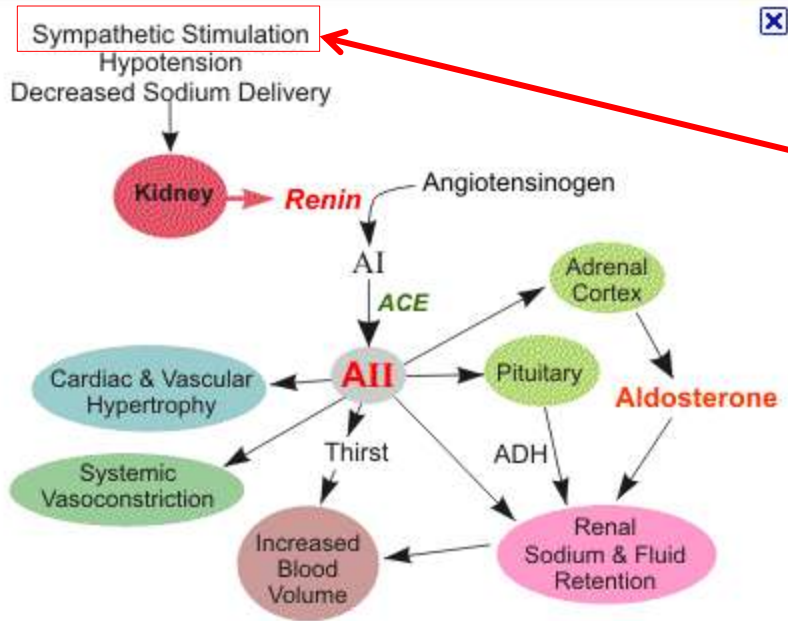 Sympathetic Stimulation
Hypotension
Decreased Sodium Delivery
Kidney
Renin
Angiotensinogen
AI
ACE
Adrenal
Cortex
AII
Pituitary
Aldosterone
Cardiac & Vascular
Hypertrophy
Thirst
ADH
Systemic
Vasoconstriction
Increased
Blood
Volume
Renal
Sodium & Fluid
Retention